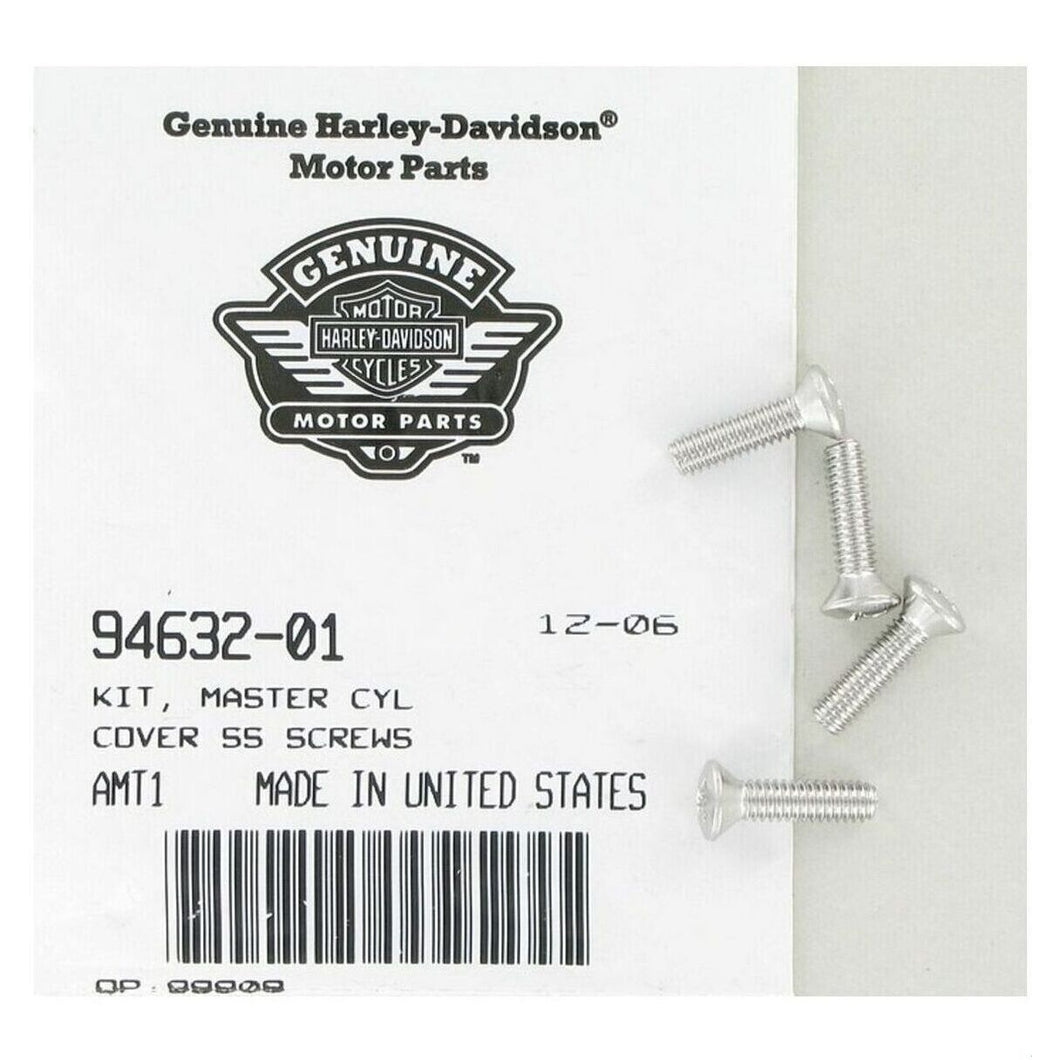 Genuine Harley-Davidson®
Motor Parts
GENUINE
MOTOR
HARLEY-DAVIDSON
CYCLES
MOTOR PARTS
TM
94632-01
12-06
KIT, MASTER CYL
COVER SS SCREWS
AMT1 MADE IN UNITED STATES